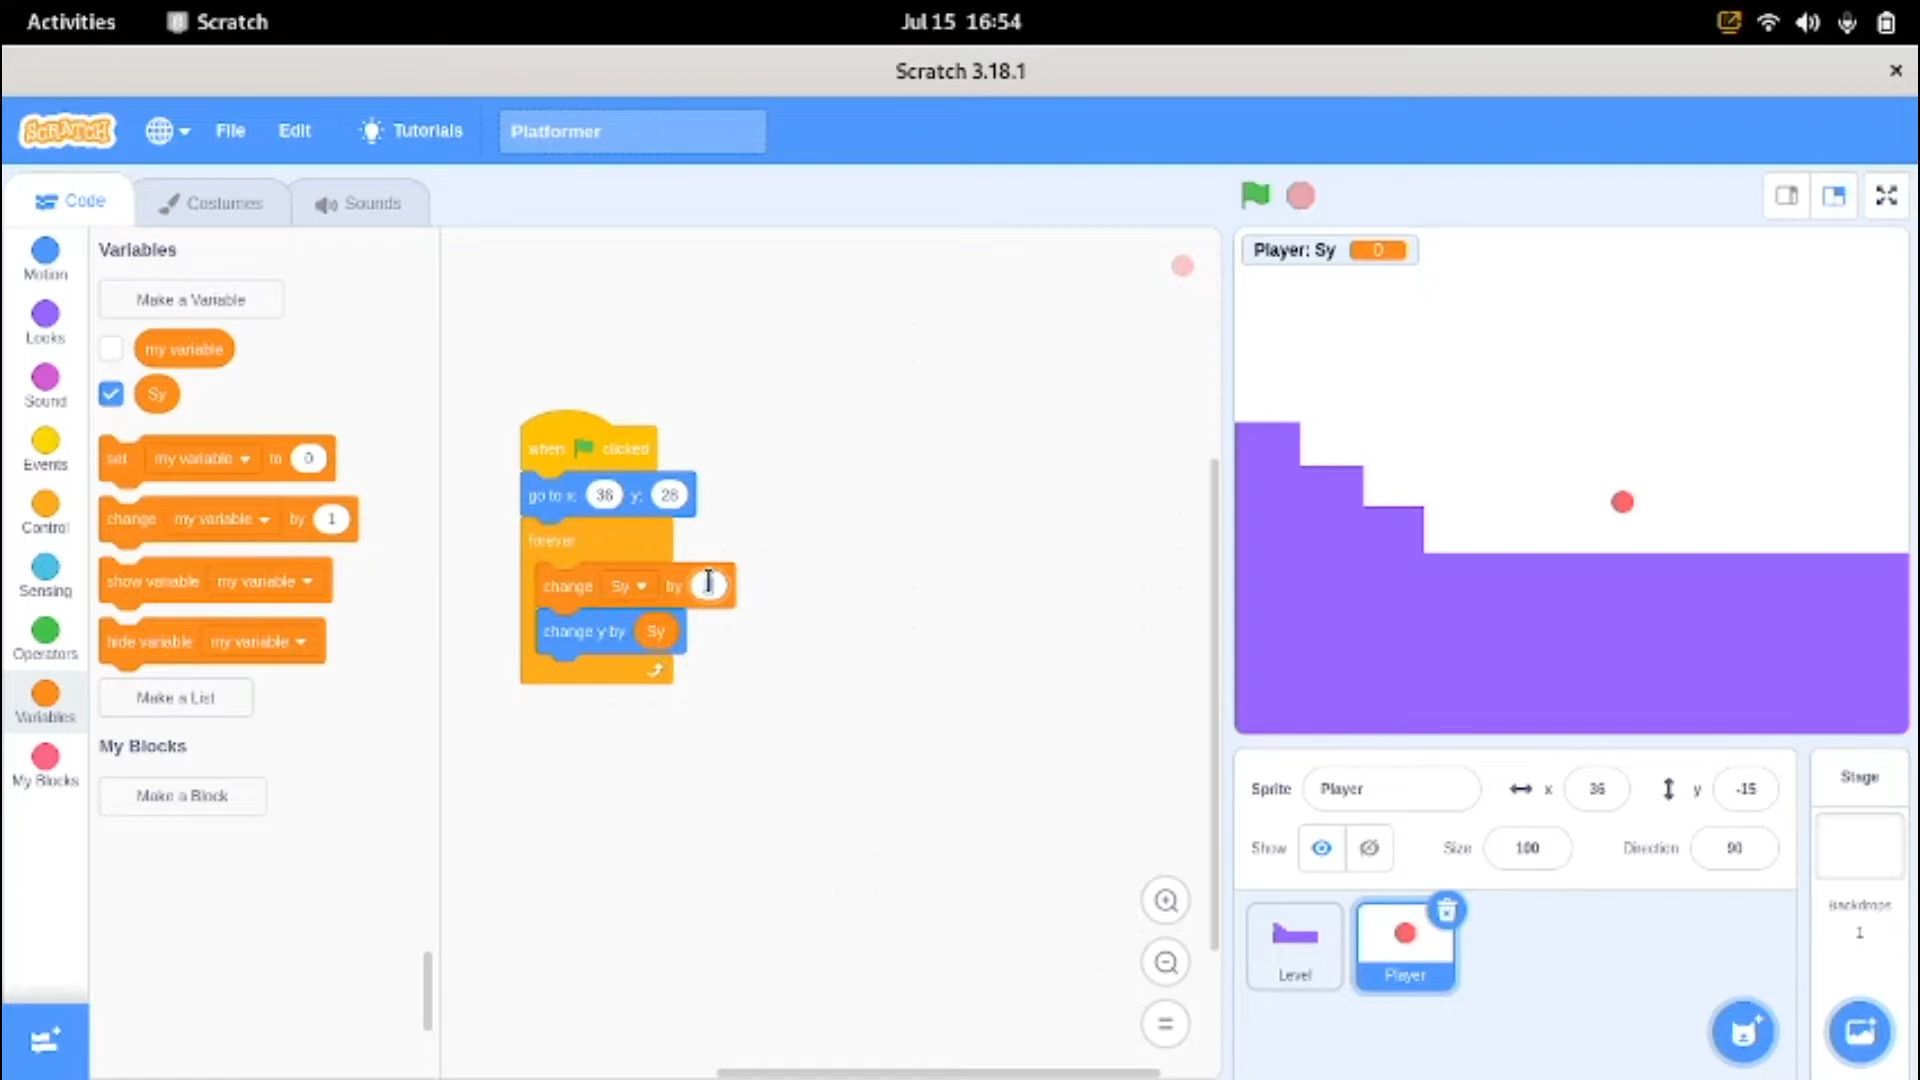 Activities
Scratch
Jul 15 16:54
Scratch 3.18.1
×
SCRATCH
File
Edit
Tutorials
Platformer
Code
Costumes
Sounds
Motion
Looks
Sound
Events
Control
Sensing
Operators
Variables
My Blocks
Variables
Make a Variable
my variable
Sy
set my variable to 0
change my variable by 1
show variable my variable
hide variable my variable
Make a List
My Blocks
Make a Block
when clicked
go to x: 36 y: 28
forever
change Sy by
change y by Sy
Player: Sy 0
Sprite Player x 36 y -15
Show Size 100 Direction 90
Level
Player
Stage
Backdrops
1